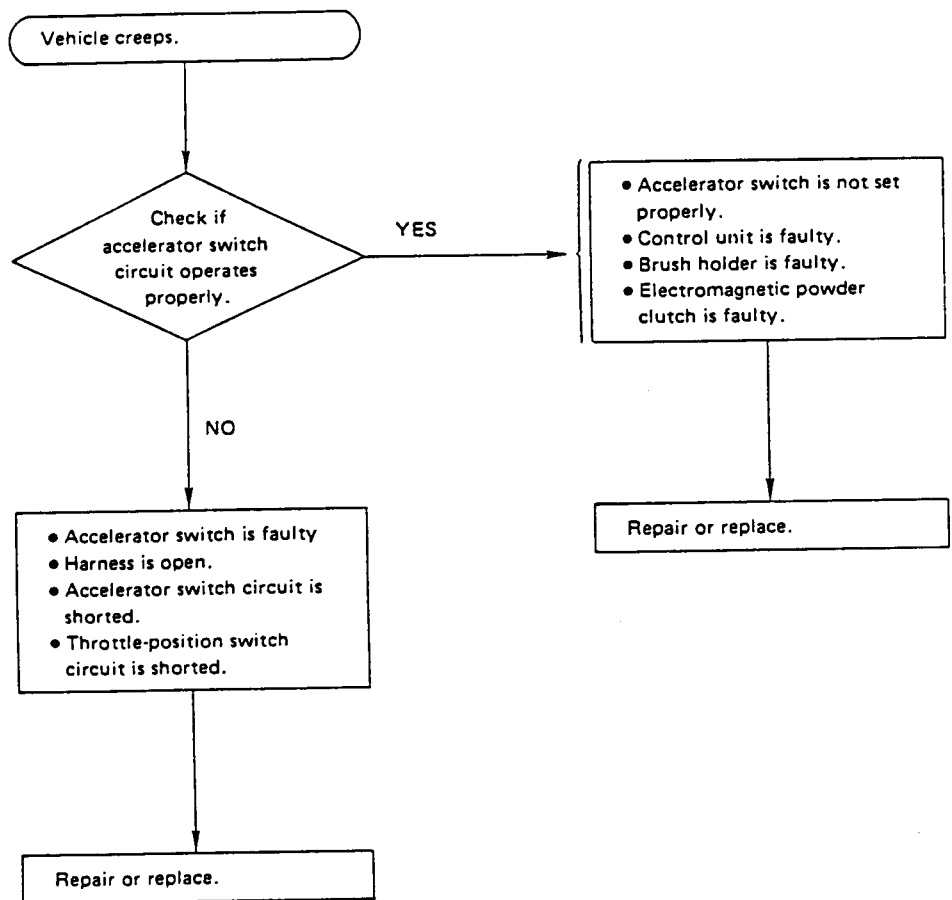 Vehicle creeps.
Check if
accelerator switch
circuit operates
properly.
YES
• Accelerator switch is not set
properly.
• Control unit is faulty.
• Brush holder is faulty.
• Electromagnetic powder
clutch is faulty.
Repair or replace.
NO
• Accelerator switch is faulty
• Harness is open.
• Accelerator switch circuit is
shorted.
• Throttle-position switch
circuit is shorted.
Repair or replace.